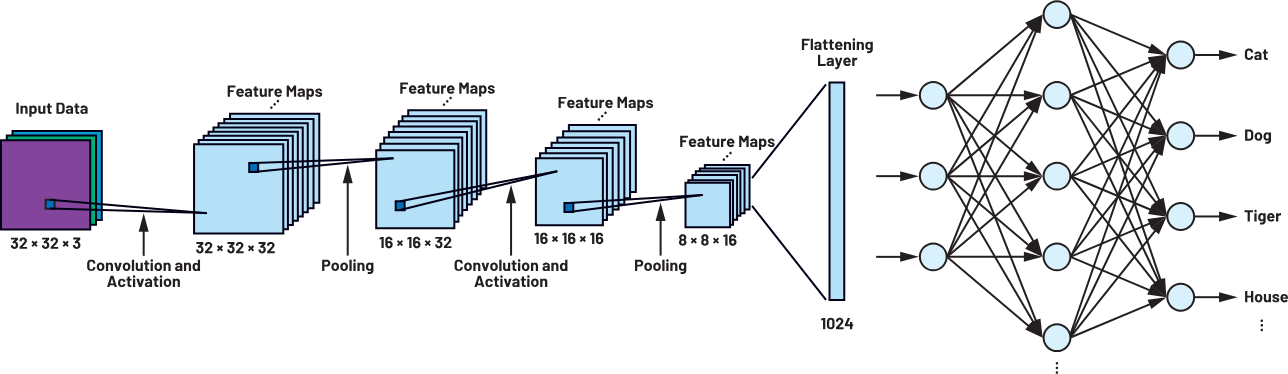 Input Data
32 × 32 × 3
Convolution and
Activation
Feature Maps
32 × 32 × 32
Pooling
Feature Maps
16 × 16 × 32
Convolution and
Activation
Feature Maps
16 × 16 × 16
Pooling
Feature Maps
8 × 8 × 16
Flattening
Layer
1024
Cat
Dog
Tiger
House